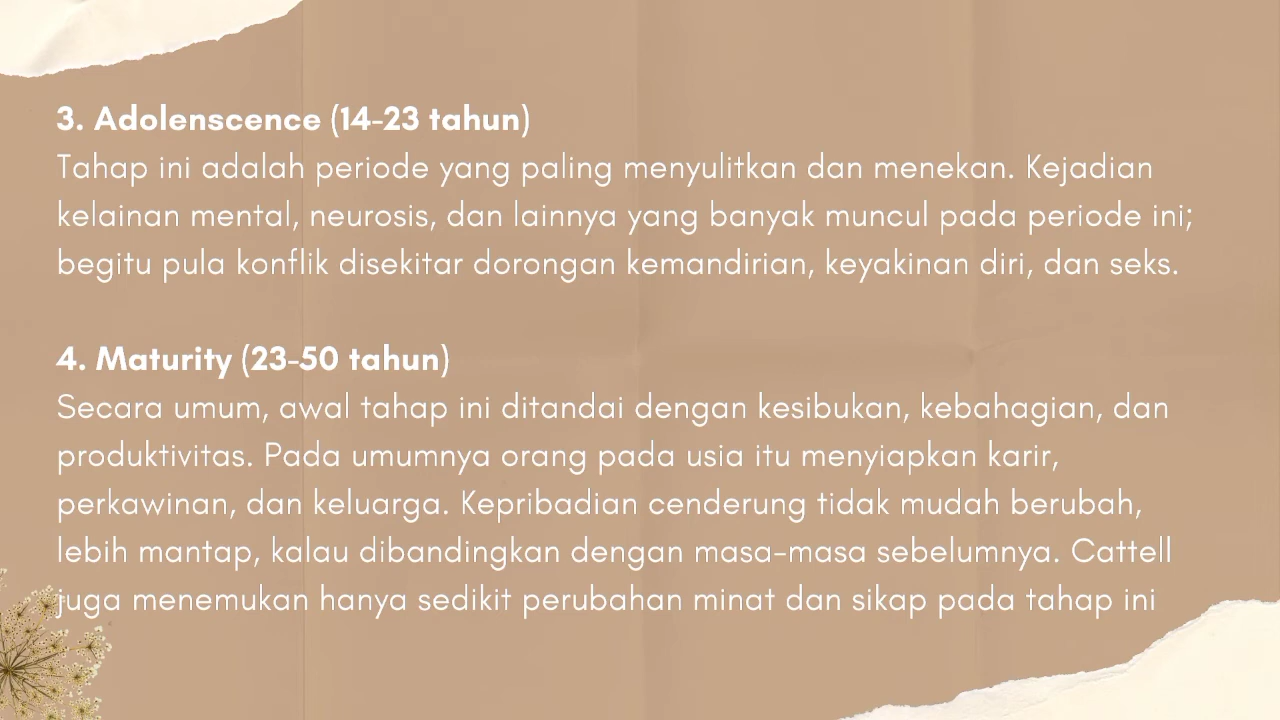 3. Adolenscence (14-23 tahun)
Tahap ini adalah periode yang paling menyulitkan dan menekan. Kejadian
kelainan mental, neurosis, dan lainnya yang banyak muncul pada periode ini;
begitu pula konflik disekitar dorongan kemandirian, keyakinan diri, dan seks.
4. Maturity (23-50 tahun)
Secara umum, awal tahap ini ditandai dengan kesibukan, kebahagian, dan
produktivitas. Pada umumnya orang pada usia itu menyiapkan karir,
perkawinan, dan keluarga. Kepribadian cenderung tidak mudah berubah,
lebih mantap, kalau dibandingkan dengan masa-masa sebelumnya. Cattell
juga menemukan hanya sedikit perubahan minat dan sikap pada tahap ini